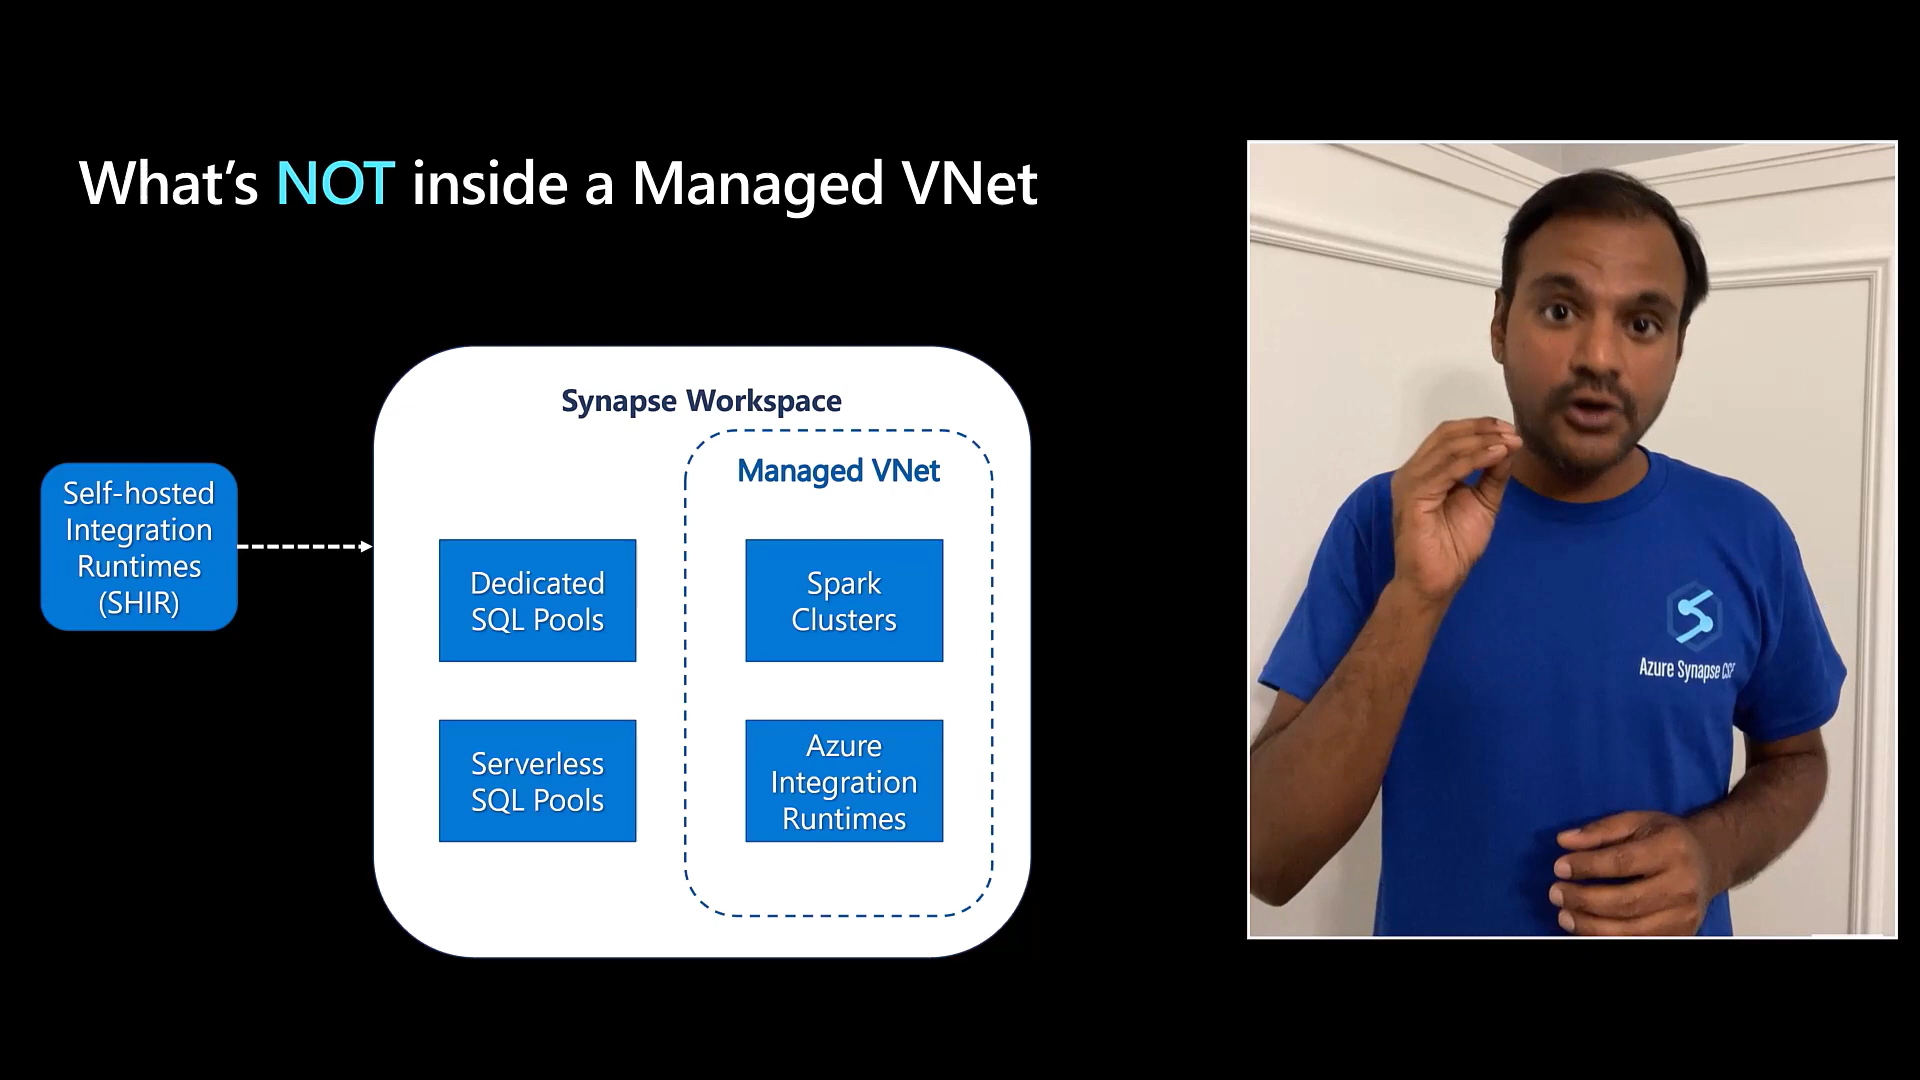 What's NOT inside a Managed VNet
Self-hosted
Integration
Runtimes
(SHIR)
Synapse Workspace
Managed VNet
Dedicated
SQL Pools
Spark
Clusters
Serverless
SQL Pools
Azure
Integration
Runtimes
Azure Synapse